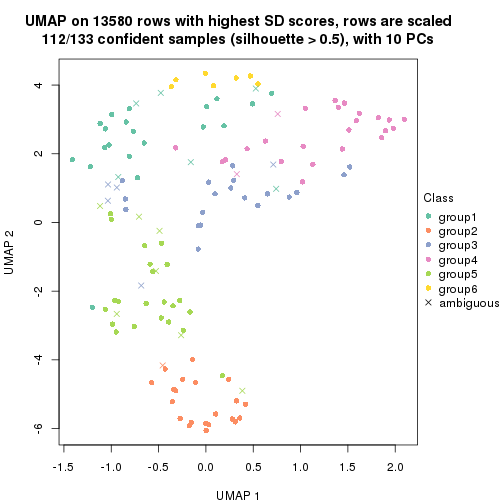 UMAP on 13580 rows with highest SD scores, rows are scaled
112/133 confident samples (silhouette > 0.5), with 10 PCs
4
2
0
-2
-4
-6
UMAP 2
-1.5 -1.0 -0.5 0.0 0.5 1.0 1.5 2.0
UMAP 1
Class
group1
group2
group3
group4
group5
group6
ambiguous